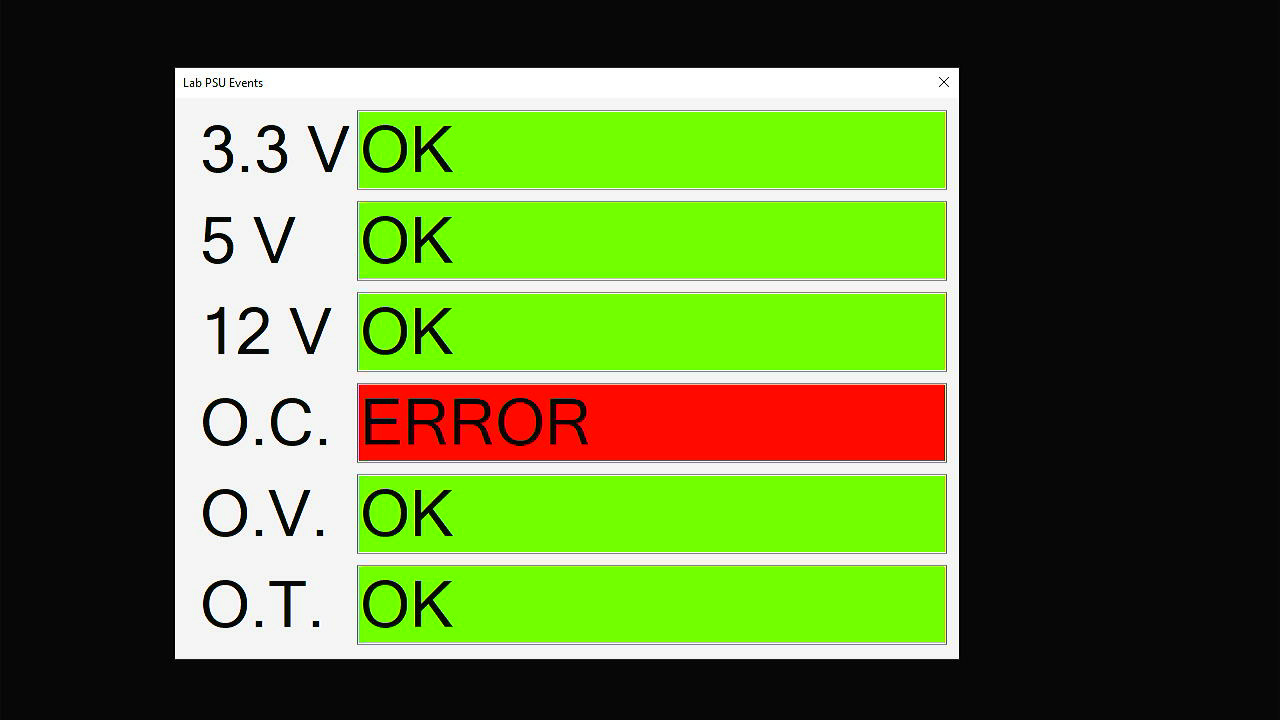 Lab PSU Events
3.3 V OK
5 V OK
12 V OK
O.C. ERROR
O.V. OK
O.T. OK